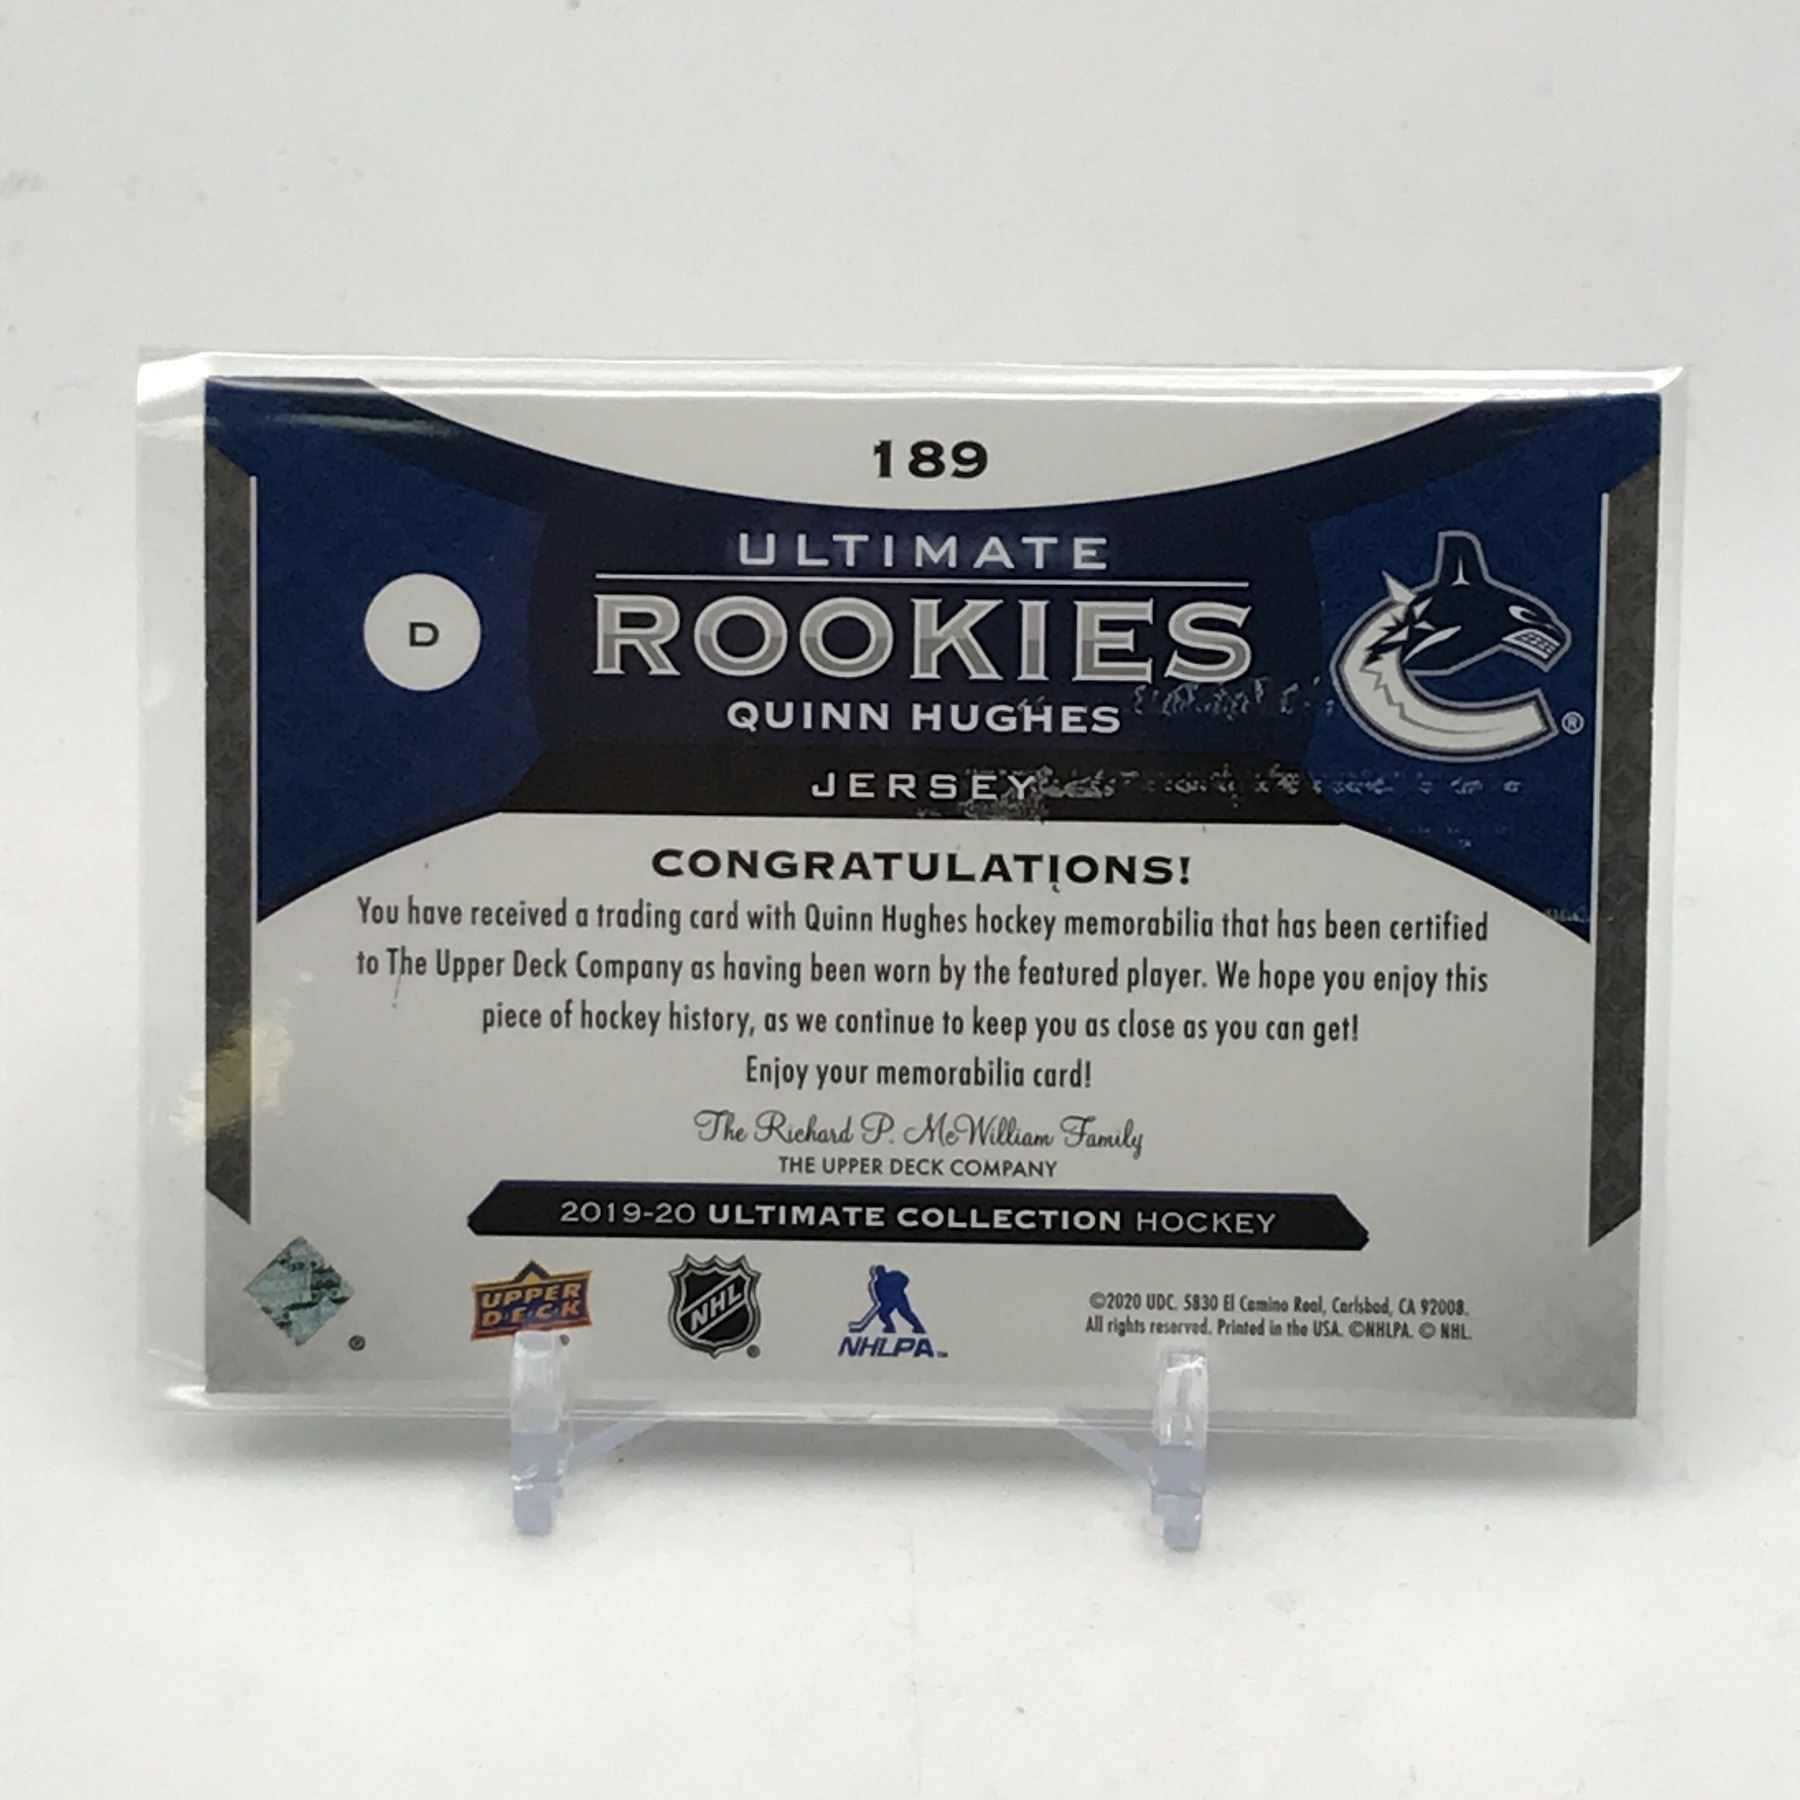 189
ULTIMATE
ROOKIES
D
QUINN HUGHES
®
JERSEY
CONGRATULATIONS!
You have received a trading card with Quinn Hughes hockey memorabilia that has been certified
to The Upper Deck Company as having been worn by the featured player. We hope you enjoy this
piece of hockey history, as we continue to keep you as close as you can get!
Enjoy your memorabilia card!
The Richard P. McWilliam Family
THE UPPER DECK COMPANY
2019-20 ULTIMATE COLLECTION HOCKEY
®
UPPER
DECK
®
NHL
®
NHLPA™
©2020 UDC. 5830 El Camino Real, Carlsbad, CA 92008.
All rights reserved. Printed in the USA. ©NHLPA. © NHL.